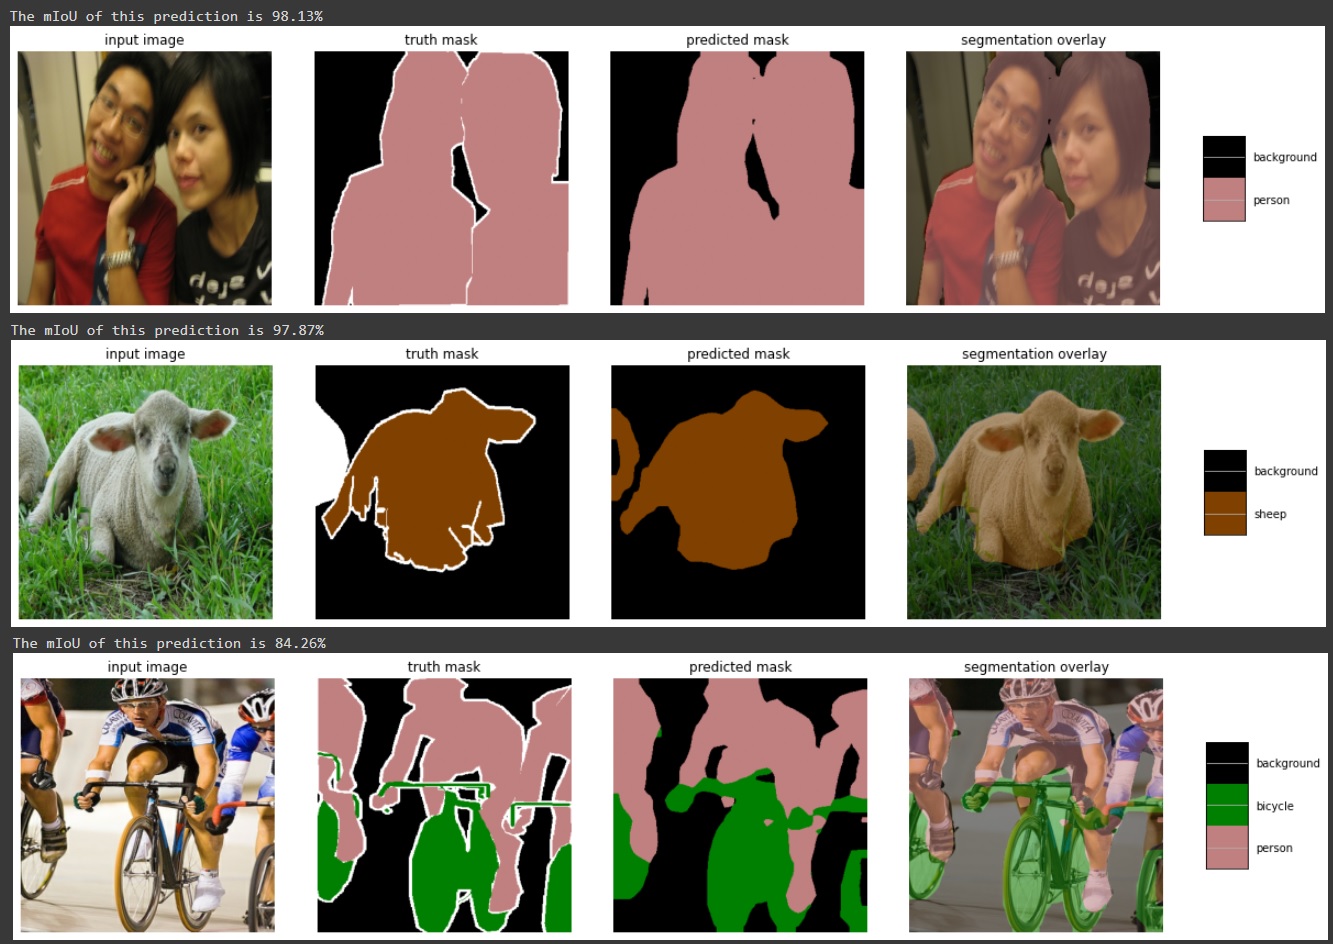 The mIoU of this prediction is 98.13%
input image truth mask predicted mask segmentation overlay
background
person
The mIoU of this prediction is 97.87%
input image truth mask predicted mask segmentation overlay
background
sheep
The mIoU of this prediction is 84.26%
input image truth mask predicted mask segmentation overlay
COLAVITA
background
bicycle
person